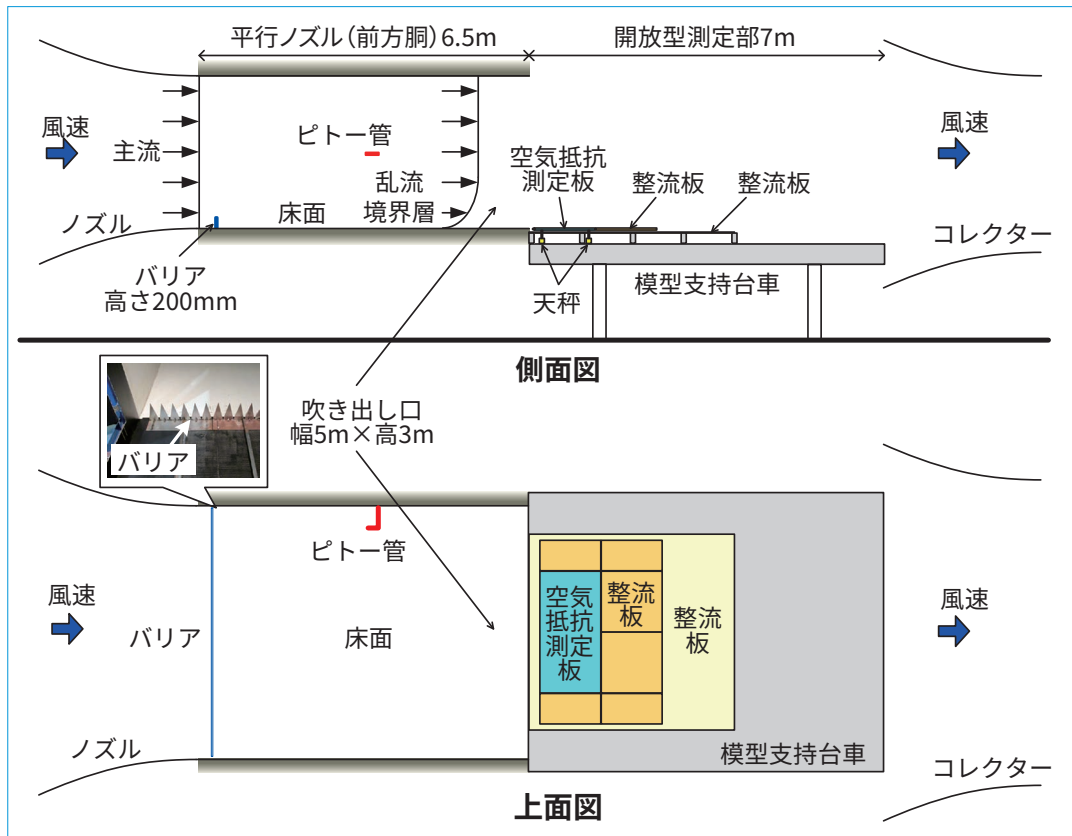 平行ノズル（前方胴）6.5m
開放型測定部7m
風速
主流
ピトー管
乱流
境界層
空気抵抗
測定板
整流板
整流板
風速
ノズル
床面
コレクター
バリア
高さ200mm
天秤
模型支持台車
側面図
バリア
吹き出し口
幅5m×高3m
ピトー管
風速
バリア
床面
空気
抵抗
測定
板
整流
板
整流
板
風速
ノズル
模型支持台車
コレクター
上面図